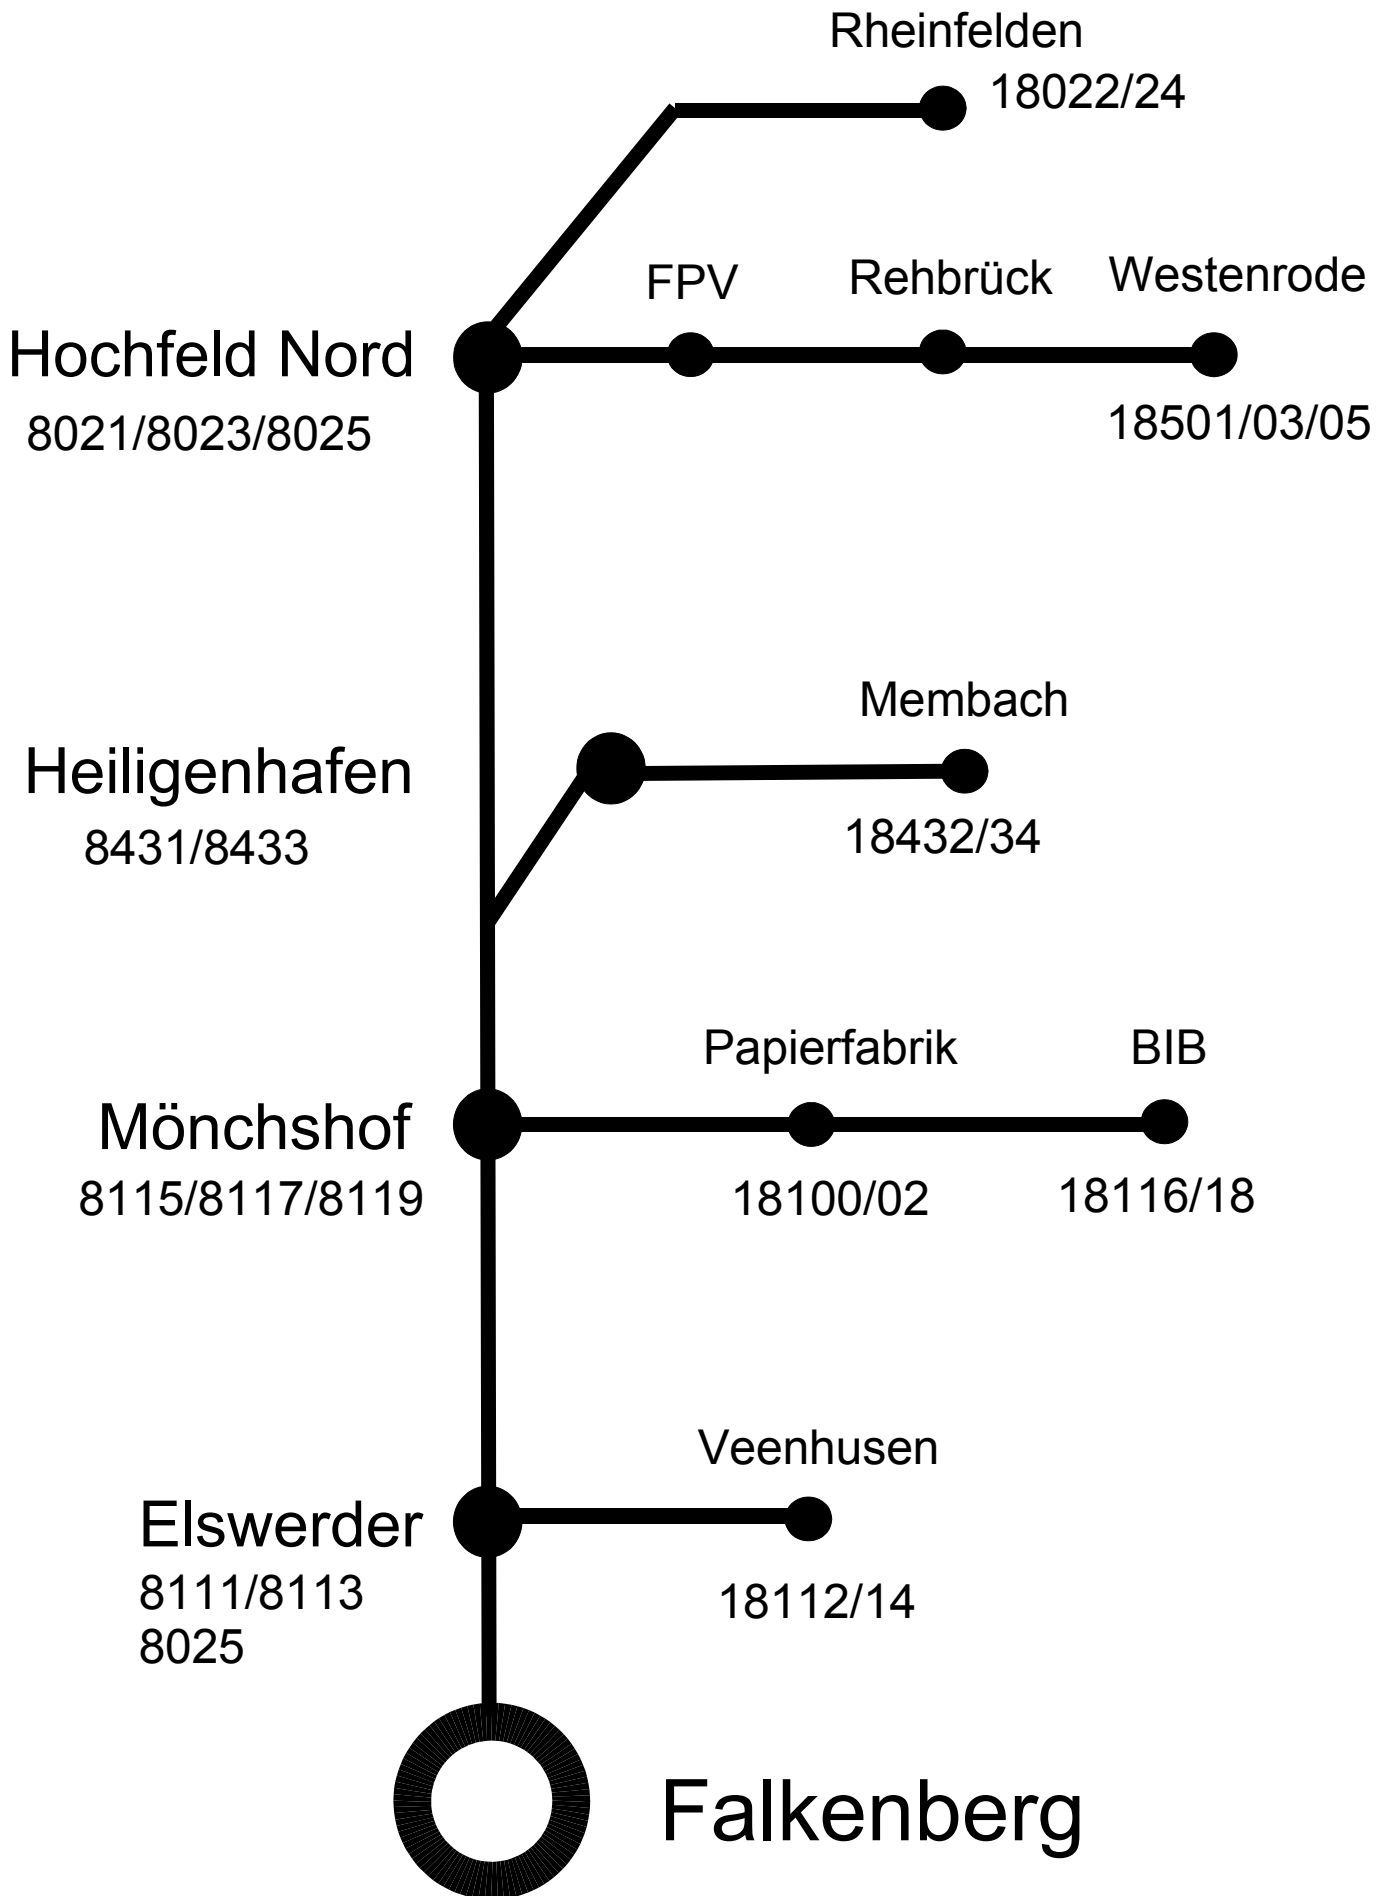 Rheinfelden
18022/24
FPV
Rehbrück
Westenrode
Hochfeld Nord
8021/8023/8025
18501/03/05
Membach
Heiligenhafen
8431/8433
18432/34
Papierfabrik
BIB
Mönchshof
8115/8117/8119
18100/02
18116/18
Veenhusen
Elswerder
8111/8113
8025
18112/14
Falkenberg